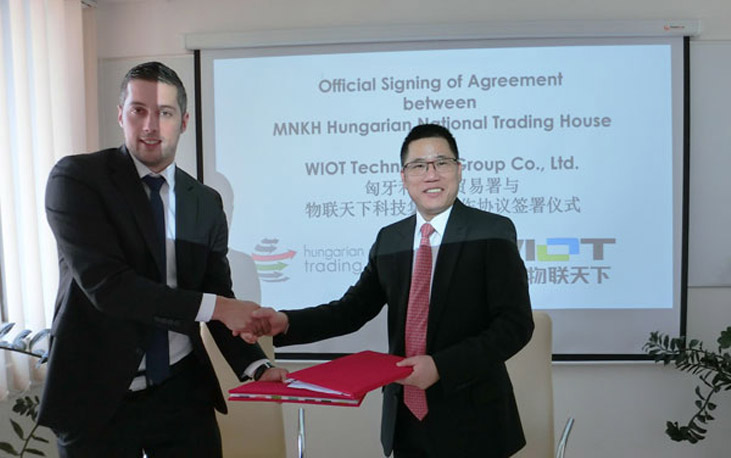 Official Signing of Agreement
between
MNKH Hungarian National Trading House
WIOT Group Co., Ltd.
匈牙 贸易署与
物联天下科技 作协议签署仪式
hungarian
trading
WIOT
物联天下